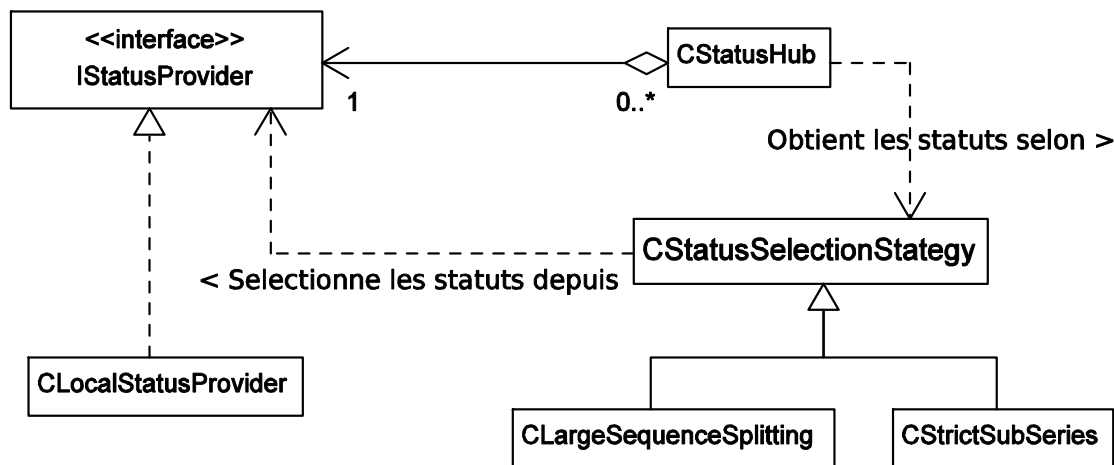 <<interface>>
IStatusProvider
CStatusHub
1
0..*
Obtient les statuts selon >
CStatusSelectionStategy
< Selectionne les statuts depuis
CLocalStatusProvider
CLargeSequenceSplitting
CStrictSubSeries